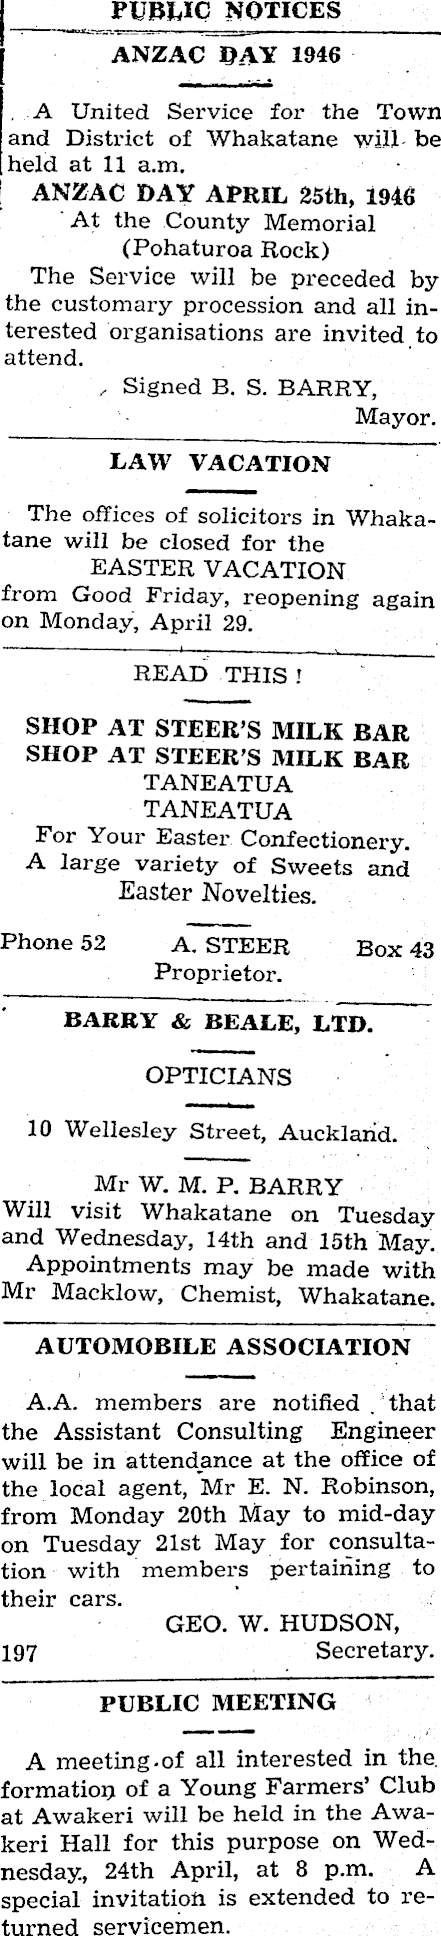 PUBLIC NOTICES
ANZAC DAY 1946
A United Service for the Town
and District of Whakatane will be
held at 11 a.m.
ANZAC DAY APRIL 25th, 1946
At the County Memorial
(Pohaturoa Rock)
The Service will be preceded by
the customary procession and all in-
terested organisations are invited to
attend.
Signed B. S. BARRY,
Mayor.
LAW VACATION
The offices of solicitors in Whaka-
tane will be closed for the
EASTER VACATION
from Good Friday, reopening again
on Monday, April 29.
READ THIS!
SHOP AT STEER'S MILK BAR
SHOP AT STEER'S MILK BAR
TANEATUA
TANEATUA
For Your Easter Confectionery.
A large variety of Sweets and
Easter Novelties.
Phone 52 A. STEER Box 43
Proprietor.
BARRY & BEALE, LTD.
OPTICIANS
10 Wellesley Street, Auckland.
Mr W. M. P. BARRY
Will visit Whakatane on Tuesday
and Wednesday, 14th and 15th May.
Appointments may be made with
Mr Macklow, Chemist, Whakatane.
AUTOMOBILE ASSOCIATION
A.A. members are notified that
the Assistant Consulting Engineer
will be in attendance at the office of
the local agent, Mr E. N. Robinson,
from Monday 20th May to mid-day
on Tuesday 21st May for consulta-
tion with members pertaining to
their cars.
GEO. W. HUDSON,
197 Secretary.
PUBLIC MEETING
A meeting of all interested in the
formation of a Young Farmers' Club
at Awakeri will be held in the Awa-
keri Hall for this purpose on Wed-
nesday, 24th April, at 8 p.m. A
special invitation is extended to re-
turned servicemen.